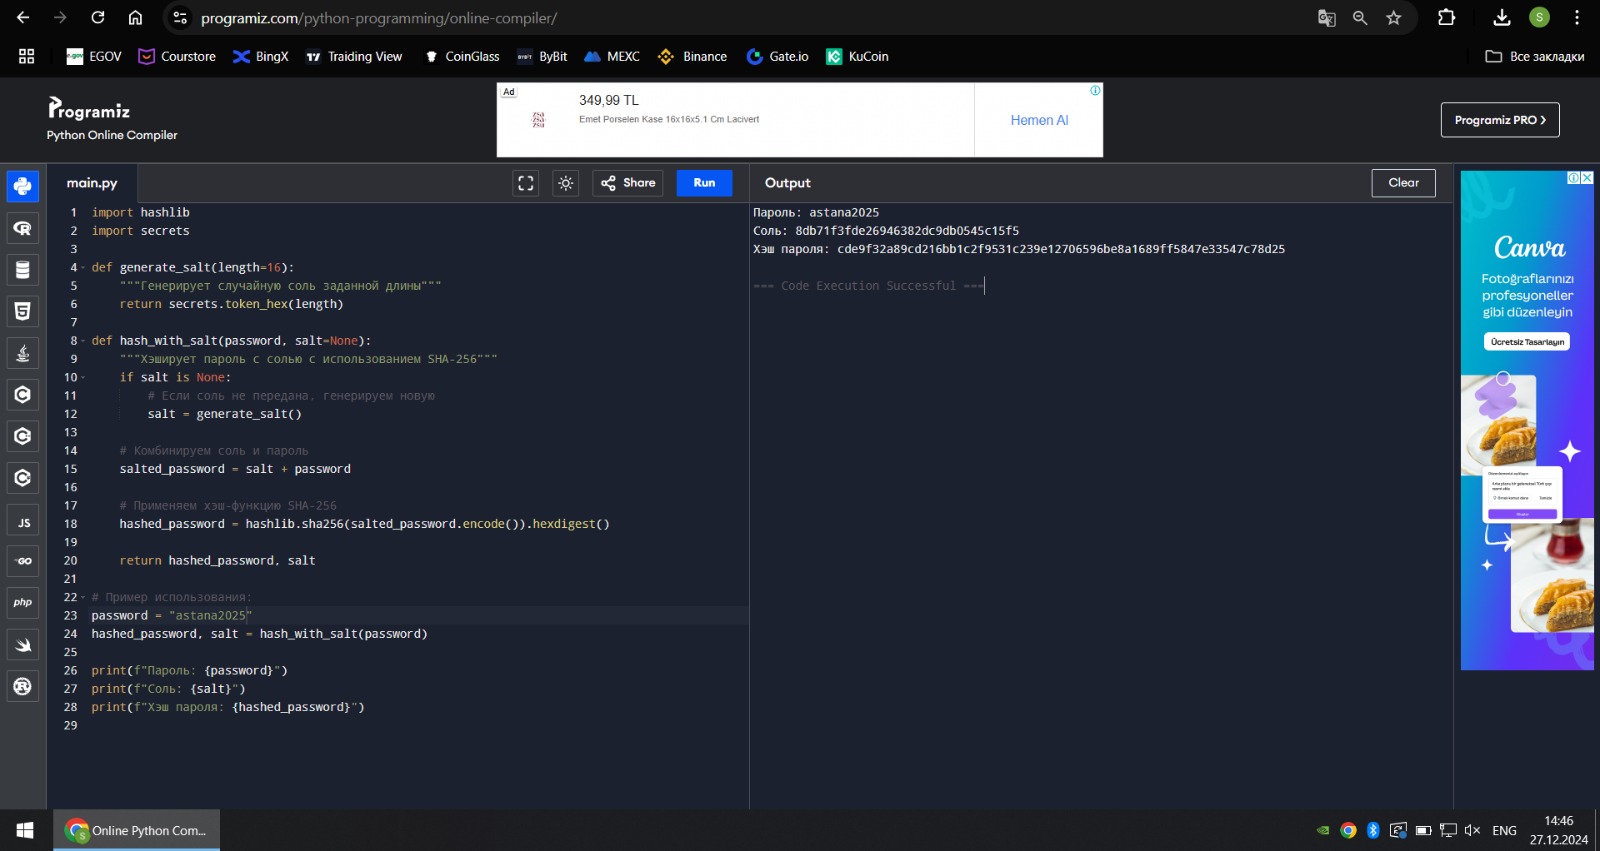 programiz.com/python-programming/online-compiler/
S
EGOV
Courstore
BingX
Traiding View
CoinGlass
ByBit
MEXC
Binance
Gate.io
KuCoin
Все закладки
Programiz
Python Online Compiler
Ad
349,99 TL
Emet Porselen Kase 16x16x5.1 Cm Lacivert
Hemen Al
Programiz PRO
main.py
Share
Run
Output
Clear
1 import hashlib
2 import secrets
3
4 def generate_salt(length=16):
5 """Генерирует случайную соль заданной длины"""
6 return secrets.token_hex(length)
7
8 def hash_with_salt(password, salt=None):
9 """Хэширует пароль с солью с использованием SHA-256"""
10 if salt is None:
11 # Если соль не передана, генерируем новую
12 salt = generate_salt()
13
14 # Комбинируем соль и пароль
15 salted_password = salt + password
16
17 # Применяем хэш-функцию SHA-256
18 hashed_password = hashlib.sha256(salted_password.encode()).hexdigest()
19
20 return hashed_password, salt
21
22 # Пример использования:
23 password = "astana2025"
24 hashed_password, salt = hash_with_salt(password)
25
26 print(f"Пароль: {password}")
27 print(f"Соль: {salt}")
28 print(f"Хэш пароля: {hashed_password}")
29
Пароль: astana2025
Соль: 8db71f3fde26946382dc9db0545c15f5
Хэш пароля: cde9f32a89cd216bb1c2f9531c239e12706596be8a1689ff5847e33547c78d25
=== Code Execution Successful ===
Canva
Fotoğraflarınızı
profesyoneller
gibi düzenleyin
Ücretsiz Tasarlayın
JS
GO
php
Online Python Com...
ENG
14:46
27.12.2024